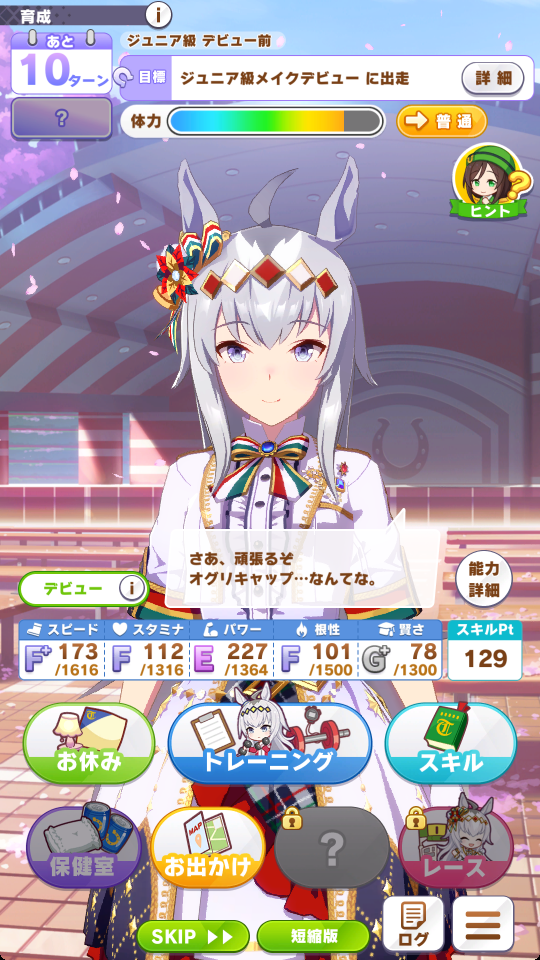 育成
i
あと
10ターン
?
ジュニア級 デビュー前
目標
ジュニア級メイクデビュー に出走
詳細
体力
普通
?
ヒント
さあ、頑張るぞ
オグリキャップ…なんてな。
デビュー
i
能力
詳細
スピード スタミナ パワー 根性 賢さ スキルPt
F+ 173 F 112 E 227 F 101 G+ 78 129
/1616 /1316 /1364 /1500 /1300
お休み
トレーニング
スキル
保健室
MAP
お出かけ
?
レース
SKIP
短縮版
ログ